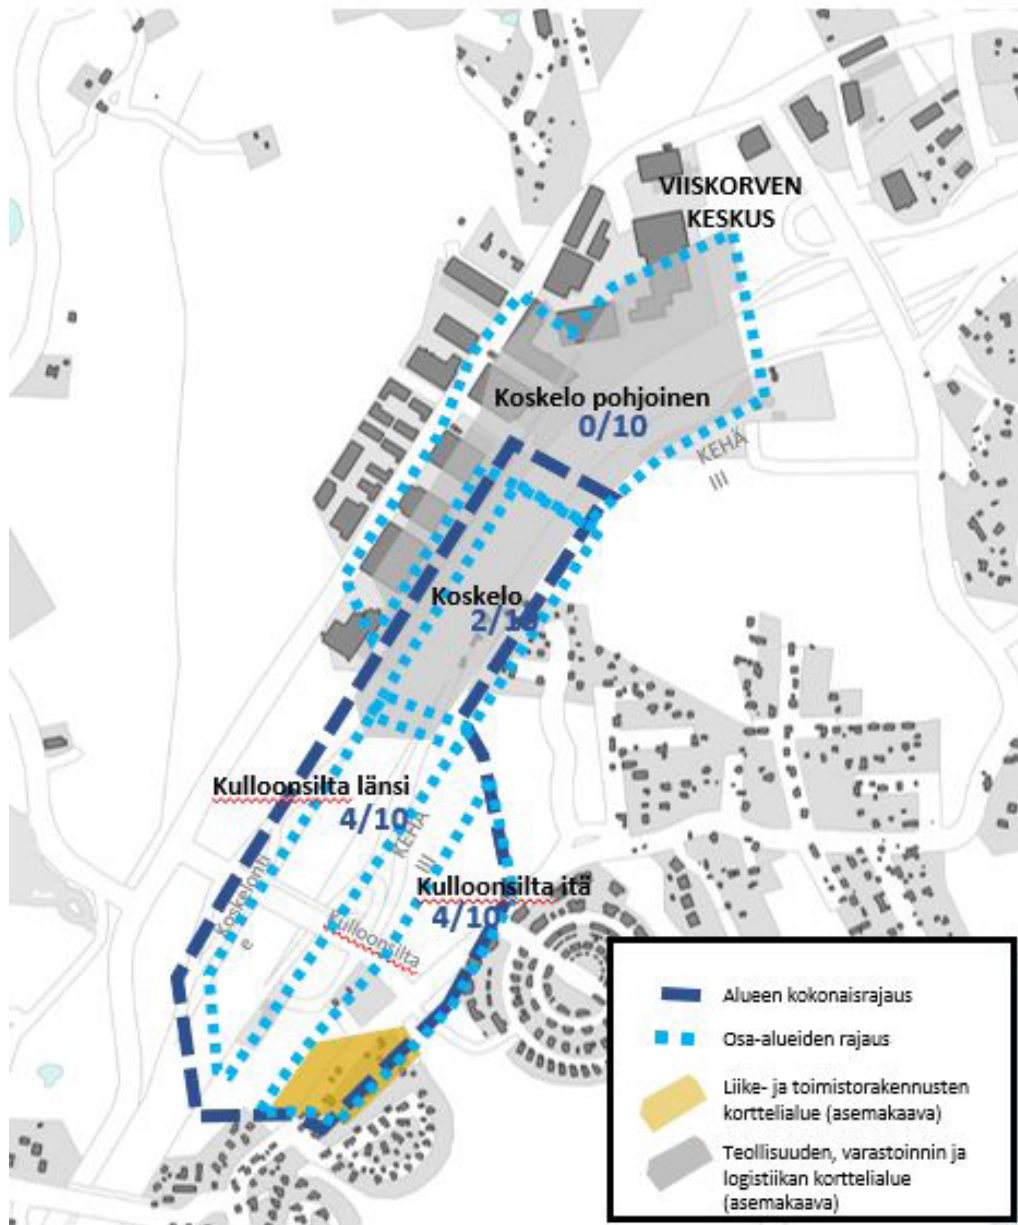 VIISKORVEN
KESKUS
Koskelo pohjoinen
0/10
KEHÄ
III
Koskelo
2/10
Kulloonsilta länsi
4/10
KEHÄ
III
Kulloonsilta itä
4/10
Koskelonti
e
Kulloonsilta
Alueen kokonaisrajaus
Osa-alueiden rajaus
Liike- ja toimistorakennusten
korttelialue (asemakaava)
Teollisuuden, varastoinnin ja
logistiikan korttelialue
(asemakaava)